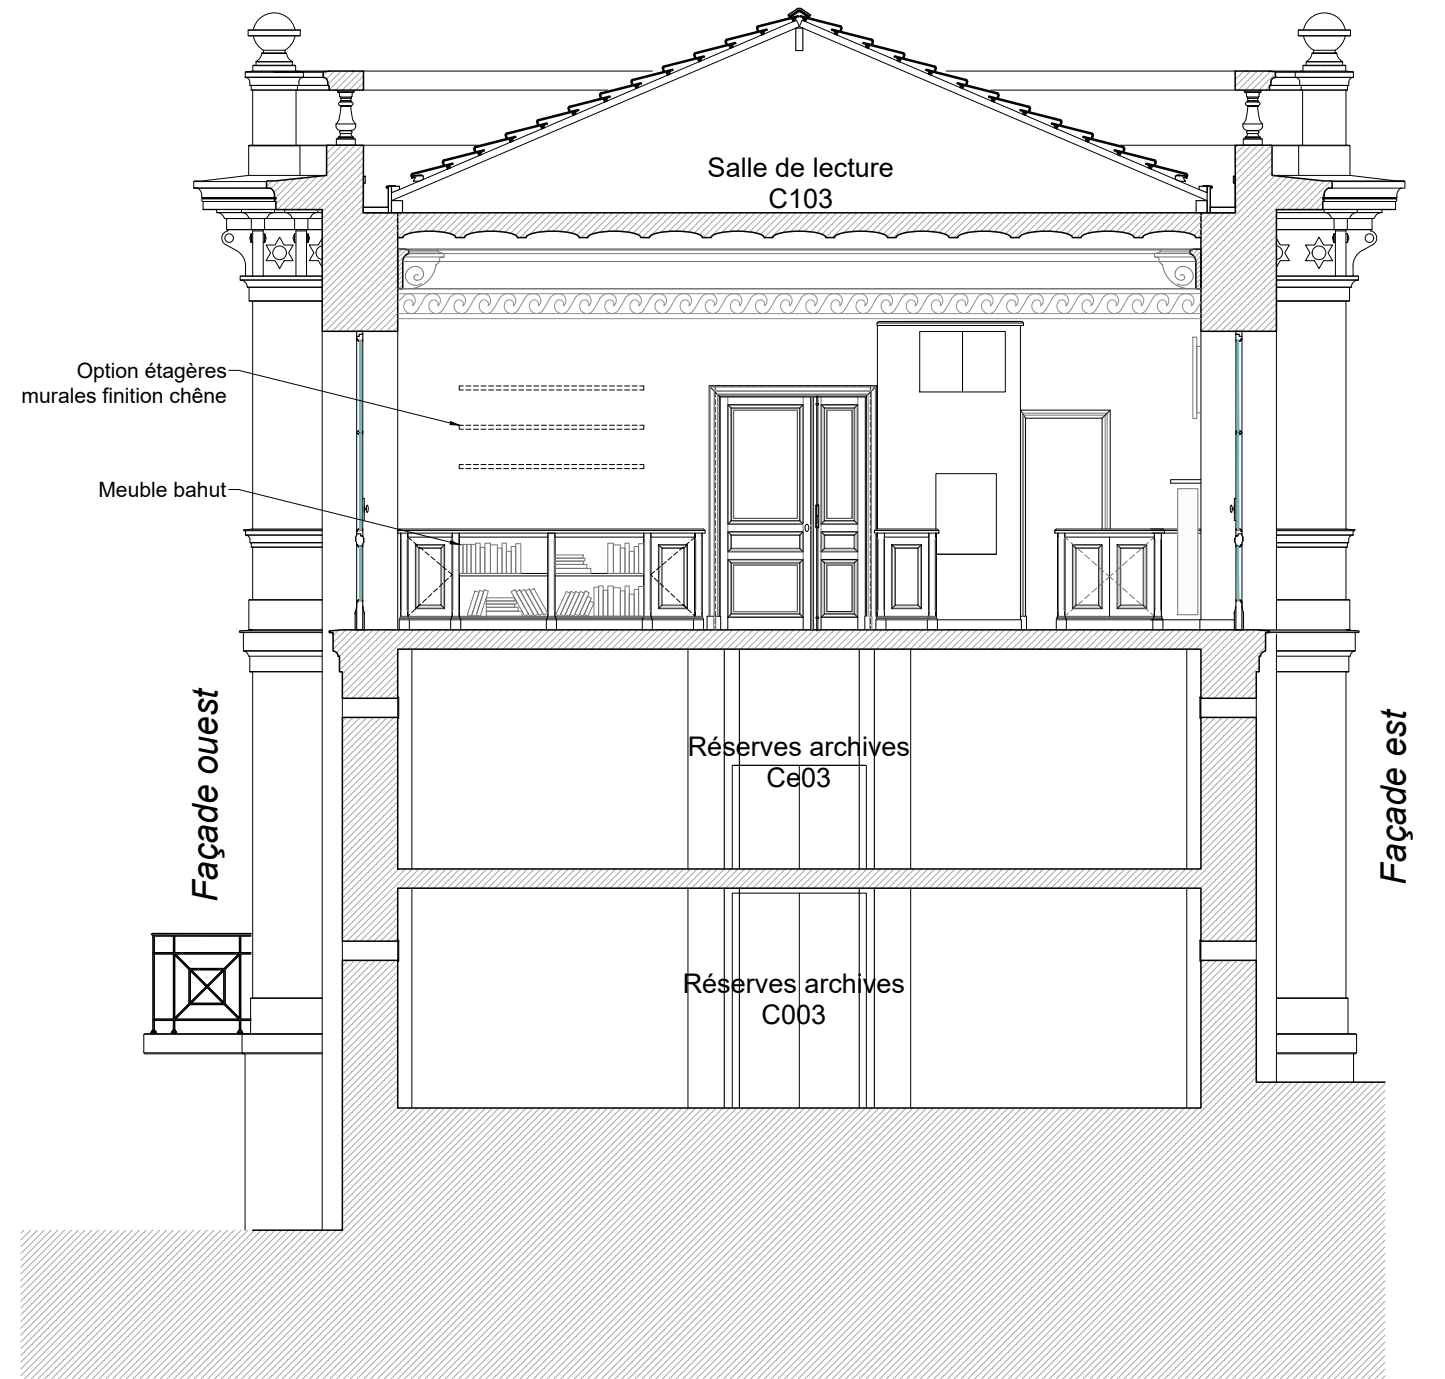 Salle de lecture
C103
Option étagères
murales finition chêne
Meuble bahut
Façade ouest
Façade est
Réserves archives
Ce03
Réserves archives
C003